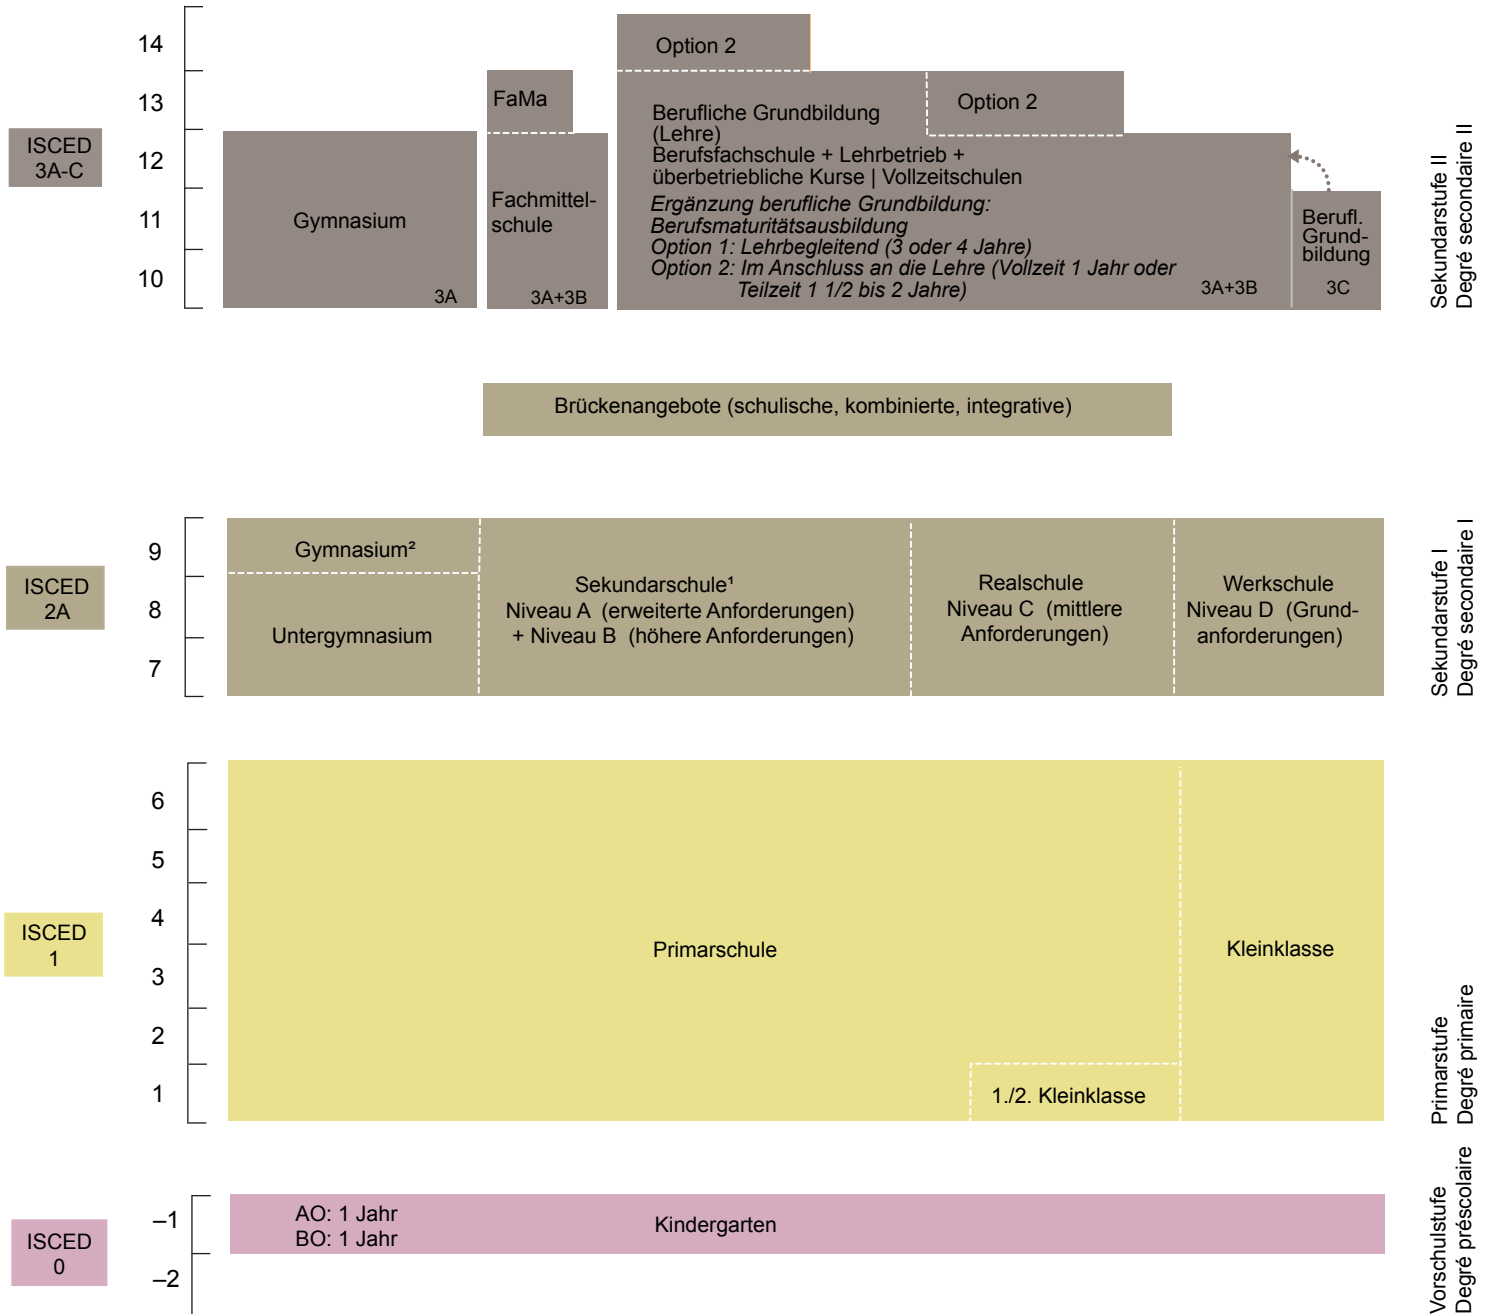 14
13
12
11
10
ISCED
3A-C
Gymnasium
3A
FaMa
Fachmittel-
schule
3A+3B
Option 2
Option 2
Berufliche Grundbildung
(Lehre)
Berufsfachschule + Lehrbetrieb +
überbetriebliche Kurse | Vollzeitschulen
Ergänzung berufliche Grundbildung:
Berufsmaturitätsausbildung
Option 1: Lehrbegleitend (3 oder 4 Jahre)
Option 2: Im Anschluss an die Lehre (Vollzeit 1 Jahr oder
Teilzeit 1 1/2 bis 2 Jahre)
3A+3B
Berufl.
Grund-
bildung
3C
Sekundarstufe II
Degré secondaire II
Brückenangebote (schulische, kombinierte, integrative)
9
8
7
ISCED
2A
Gymnasium²
Untergymnasium
Sekundarschule¹
Niveau A (erweiterte Anforderungen)
+ Niveau B (höhere Anforderungen)
Realschule
Niveau C (mittlere
Anforderungen)
Werkschule
Niveau D (Grund-
anforderungen)
Sekundarstufe I
Degré secondaire I
6
5
4
3
2
1
ISCED
1
Primarschule
Kleinklasse
1./2. Kleinklasse
Primarstufe
Degré primaire
–1
–2
ISCED
0
AO: 1 Jahr
BO: 1 Jahr
Kindergarten
Vorschulstufe
Degré préscolaire